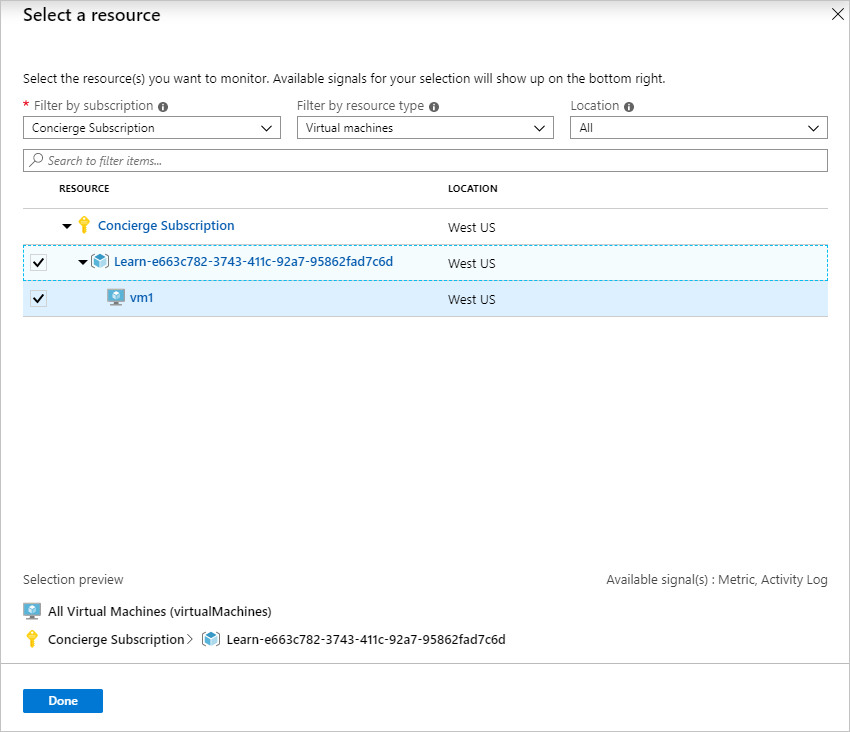 Select a resource
Select the resource(s) you want to monitor. Available signals for your selection will show up on the bottom right.
* Filter by subscription Filter by resource type Location
Concierge Subscription Virtual machines All
Search to filter items...
RESOURCE LOCATION
Concierge Subscription West US
Learn-e663c782-3743-411c-92a7-95862fad7c6d West US
vm1 West US
Selection preview Available signal(s) : Metric, Activity Log
All Virtual Machines (virtualMachines)
Concierge Subscription > Learn-e663c782-3743-411c-92a7-95862fad7c6d
Done